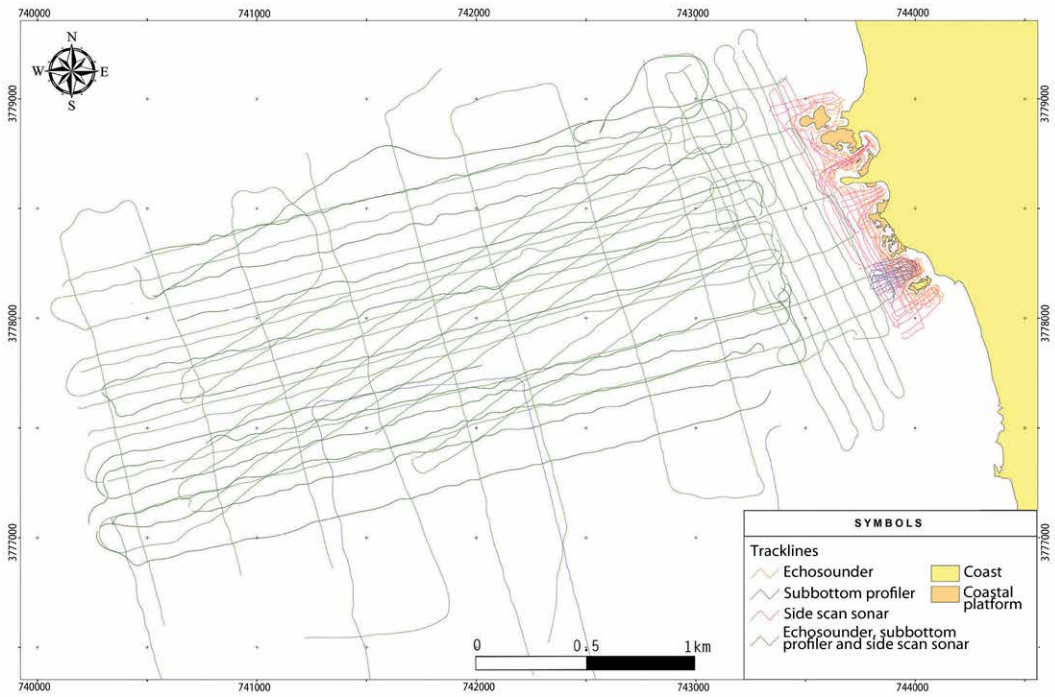 740000 741000 742000 743000 744000
N
W E
S
3779000 3779000
3778000 3778000
3777000 3777000
SYMBOLS
Tracklines
Echosounder Coast
Subbottom profiler Coastal
platform
Side scan sonar
Echosounder, subbottom
profiler and side scan sonar
0 0.5 1km
740000 741000 742000 743000 744000